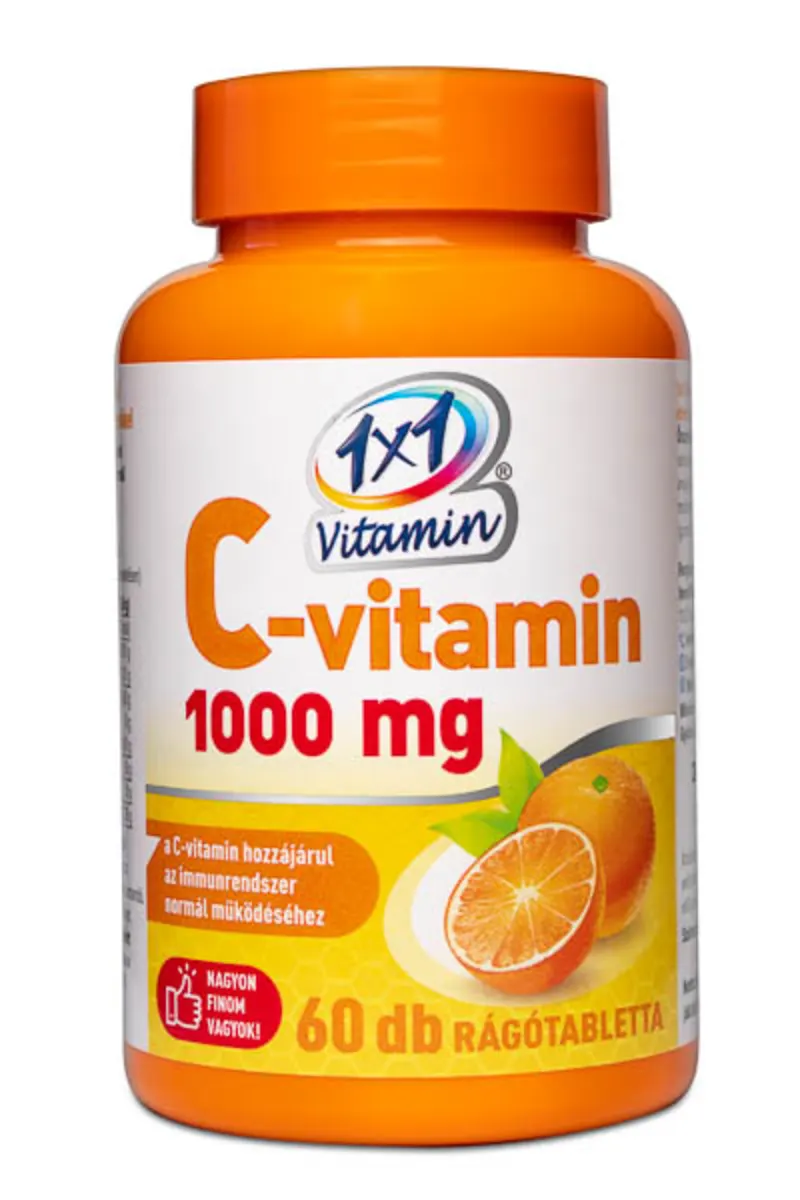 1x1
Vitamin®
C-vitamin
1000 mg
a C-vitamin hozzájárul
az immunrendszer
normál működéséhez
NAGYON
FINOM
VAGYOK!
60 db RÁGÓTABLETTA